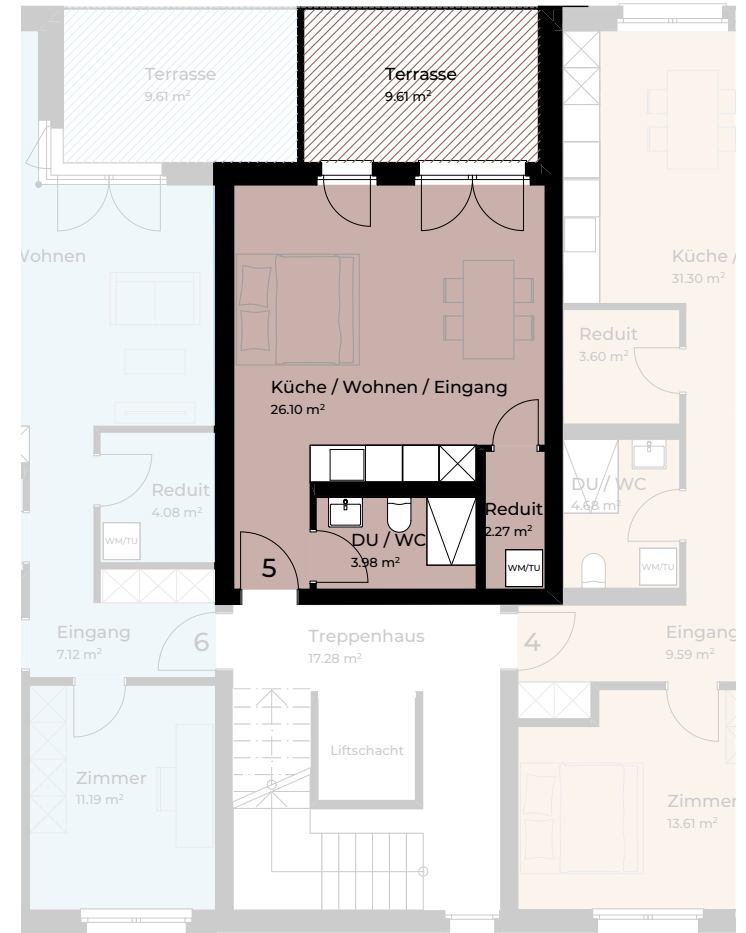 Terrasse
9.61 m²
Terrasse
9.61 m²
Wohnen
Küche /
31.30 m²
Reduit
3.60 m²
Küche / Wohnen / Eingang
26.10 m²
Reduit
4.08 m²
WM/TU
DU / WC
3.98 m²
Reduit
2.27 m²
WM/TU
DU / WC
4.68 m²
WM/TU
5
Eingang
7.12 m²
6
Treppenhaus
17.28 m²
4
Eingang
9.59 m²
Liftschacht
Zimmer
11.19 m²
Zimmer
13.61 m²